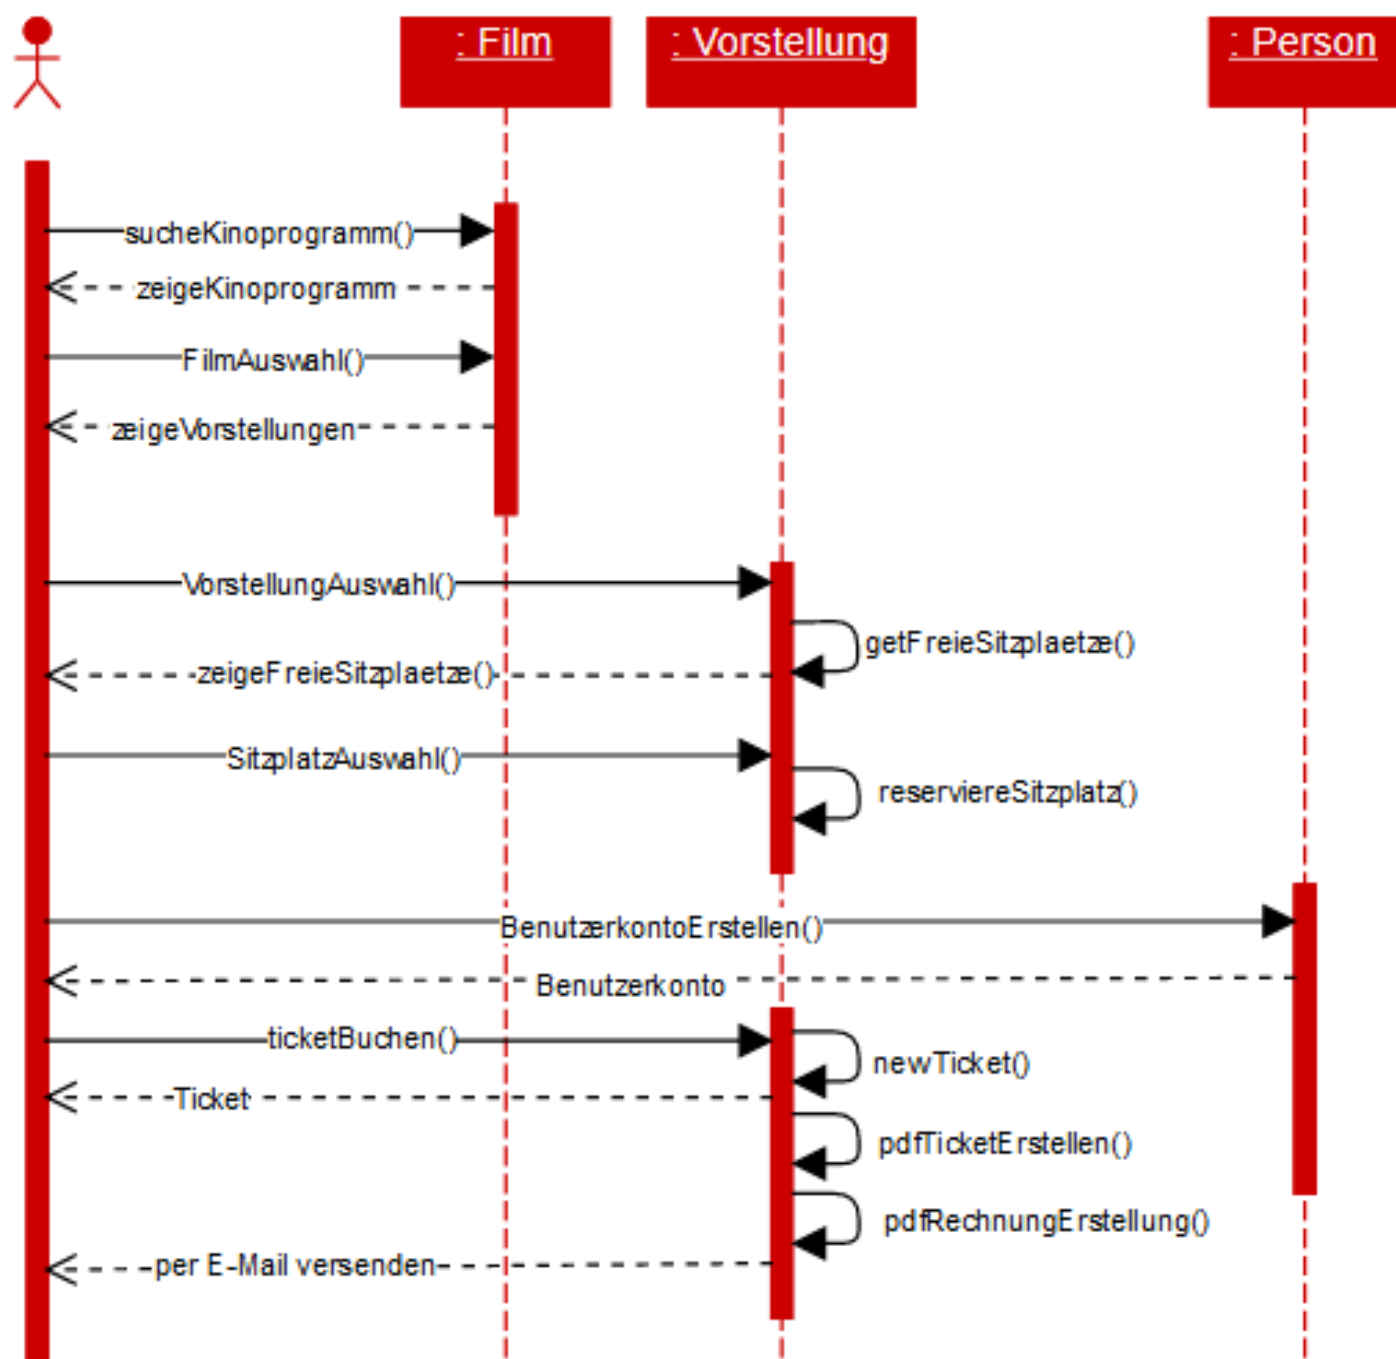 : Film
: Vorstellung
: Person
sucheKinoprogramm()
zeigeKinoprogramm
FilmAuswahl()
zeigeVorstellungen
VorstellungAuswahl()
getFreieSitzplaetze()
zeigeFreieSitzplaetze()
SitzplatzAuswahl()
reserviereSitzplatz()
BenutzerkontoErstellen()
Benutzerkonto
ticketBuchen()
newTicket()
Ticket
pdfTicketErstellen()
pdfRechnungErstellung()
per E-Mail versenden